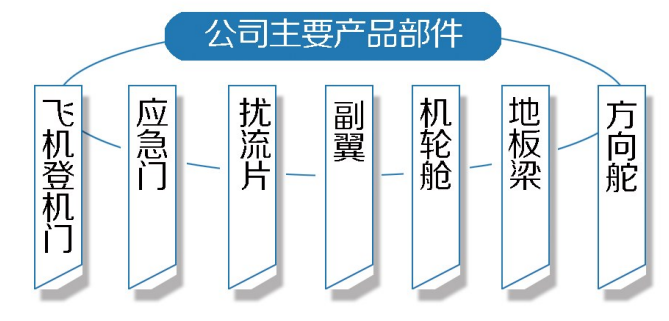 公司主要产品部件
飞机登机门
应急门
扰流片
副翼
机轮舱
地板梁
方向舵